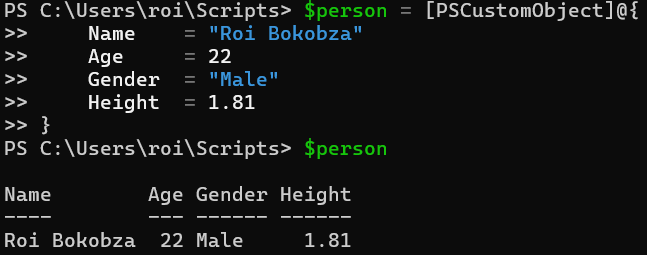 PS C:\Users\roi\Scripts> $person = [PSCustomObject]@{
>>     Name    = "Roi Bokobza"
>>     Age     = 22
>>     Gender  = "Male"
>>     Height  = 1.81
>> }
PS C:\Users\roi\Scripts> $person

Name        Age Gender Height
----        --- ------ ------
Roi Bokobza  22 Male     1.81